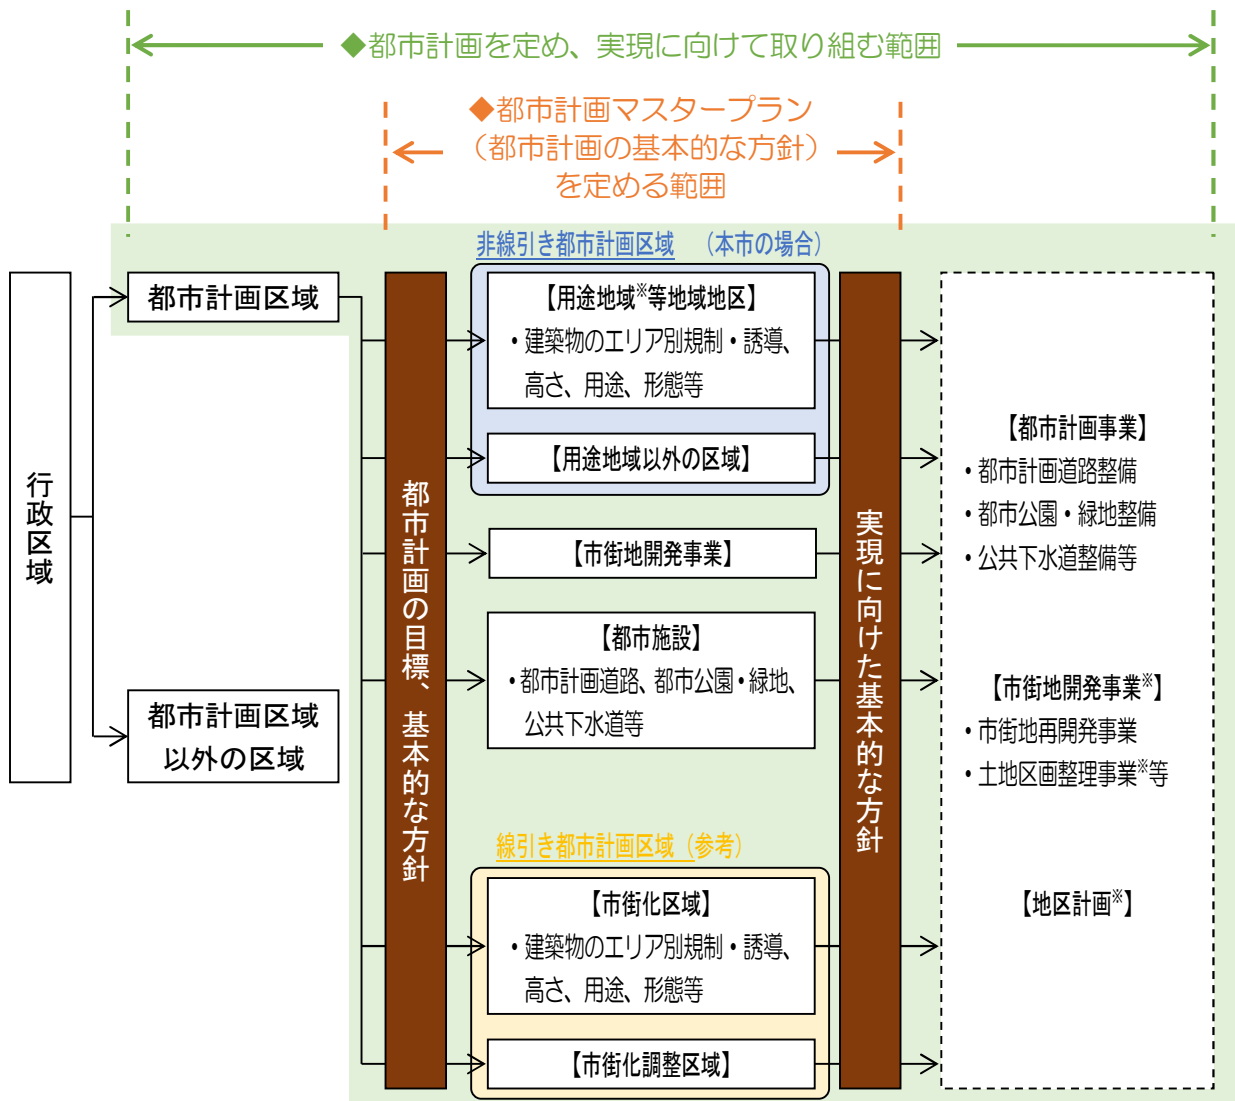 ◆都市計画を定め、実現に向けて取り組む範囲
◆都市計画マスタープラン
（都市計画の基本的な方針）
を定める範囲
行政区域
都市計画区域
都市計画区域
以外の区域
都市計画の目標、基本的な方針
非線引き都市計画区域　（本市の場合）
【用途地域※等地域地区】
・建築物のエリア別規制・誘導、
高さ、用途、形態等
【用途地域以外の区域】
【市街地開発事業】
【都市施設】
・都市計画道路、都市公園・緑地、
公共下水道等
線引き都市計画区域（参考）
【市街化区域】
・建築物のエリア別規制・誘導、
高さ、用途、形態等
【市街化調整区域】
実現に向けた基本的な方針
【都市計画事業】
・都市計画道路整備
・都市公園・緑地整備
・公共下水道整備等
【市街地開発事業※】
・市街地再開発事業
・土地区画整理事業※等
【地区計画※】